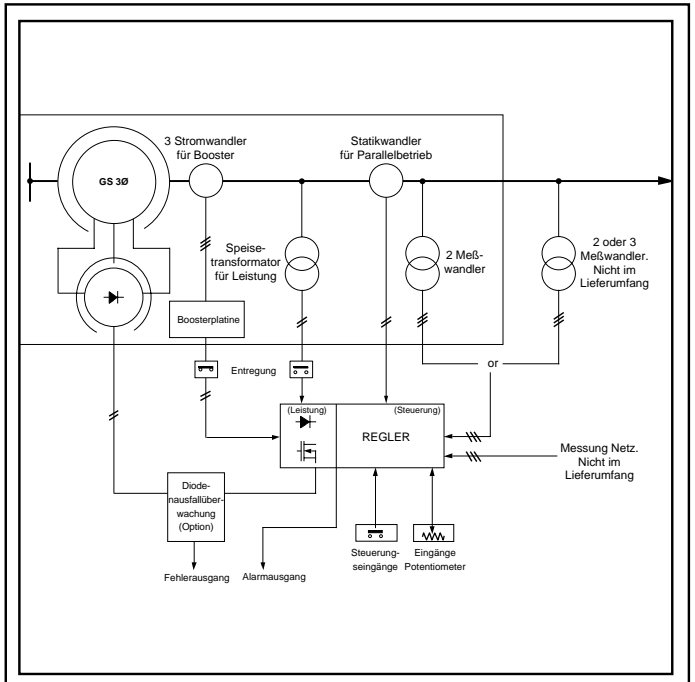 3 Stromwandler
für Booster
Statikwandler
für Parallelbetrieb
GS 3Ø
Speise-
transformator
für Leistung
2 Meß-
wandler
2 oder 3
Meßwandler.
Nicht im
Lieferumfang
Boosterplatine
Entregung
or
(Leistung)
(Steuerung)
REGLER
Messung Netz.
Nicht im
Lieferumfang
Diode-
nausfallüber-
wachung
(Option)
Steuerung-
seingänge
Eingänge
Potentiometer
Fehlerausgang
Alarmausgang